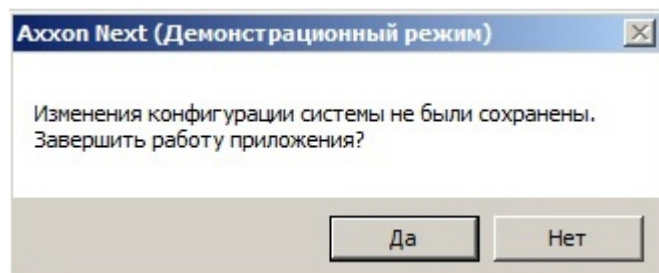 Axxon Next (Демонстрационный режим)
Изменения конфигурации системы не были сохранены.
Завершить работу приложения?
Да
Нет